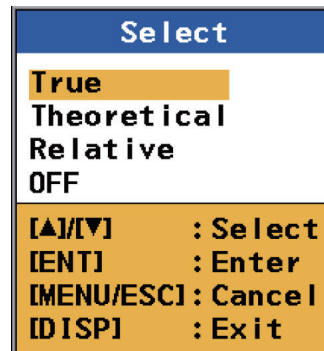 Select
True
Theoretical
Relative
OFF
[▲]/[▼] :Select
[ENT] :Enter
[MENU/ESC]:Cancel
[DISP] :Exit